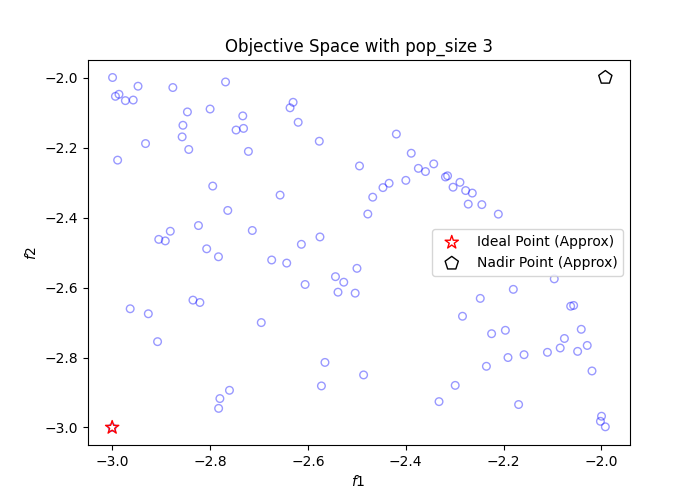 Objective Space with pop_size 3
f2
−2.0
−2.2
−2.4
−2.6
−2.8
−3.0
Ideal Point (Approx)
Nadir Point (Approx)
−3.0 −2.8 −2.6 −2.4 −2.2 −2.0
f1